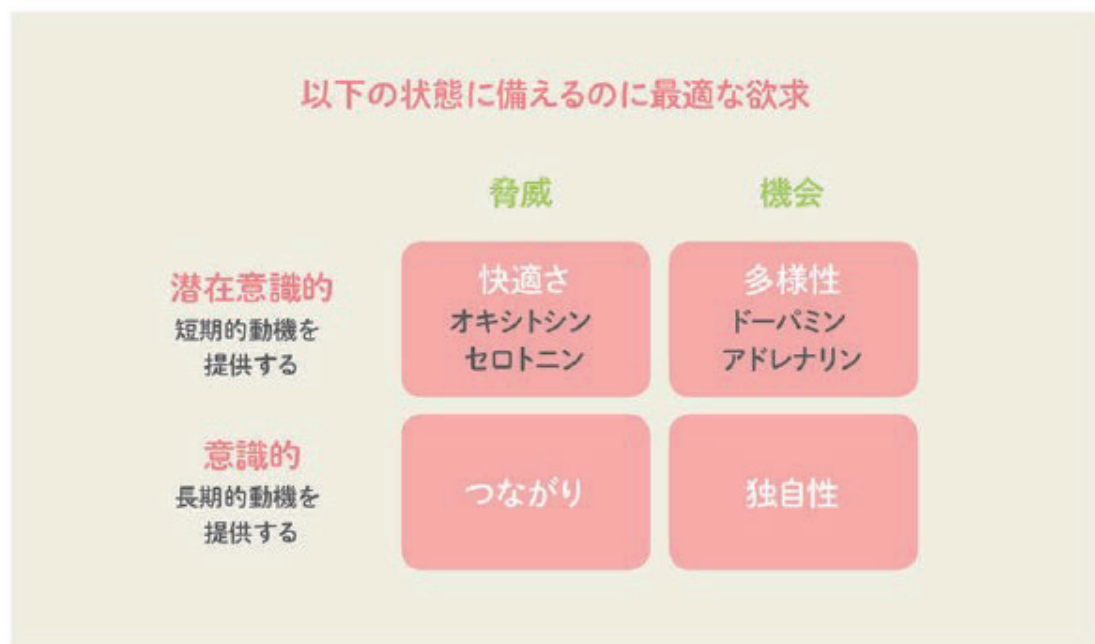 以下の状態に備えるのに最適な欲求
脅威
機会
潜在意識的
短期的動機を
提供する
快適さ
オキシトシン
セロトニン
多様性
ドーパミン
アドレナリン
意識的
長期的動機を
提供する
つながり
独自性